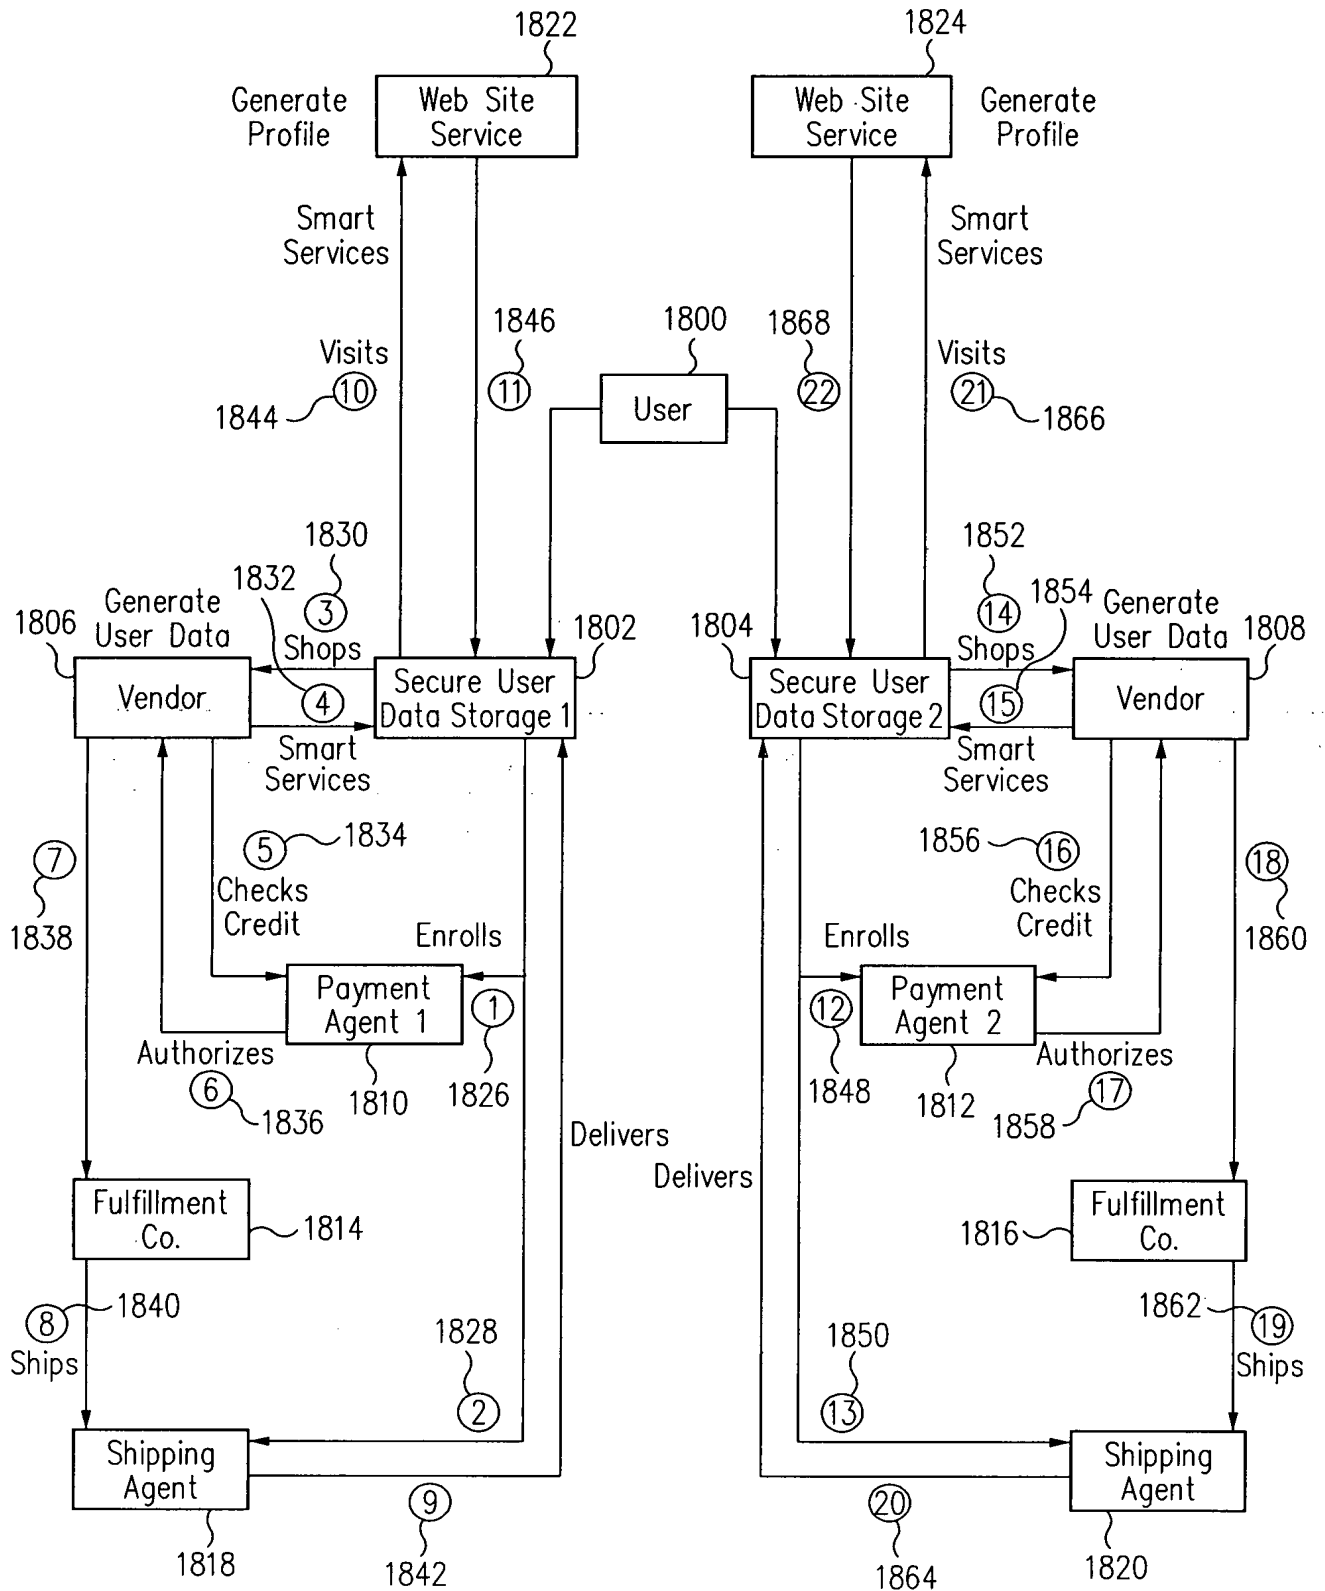 1822
1824
Generate
Profile
Web Site
Service
Web Site
Service
Generate
Profile
Smart
Services
Smart
Services
1846
1800
1868
Visits
10
11
User
22
Visits
21
1844
1866
1830
1852
1832
3
14
1854
Generate
User Data
Generate
User Data
1806
Shops
1802
1804
Shops
1808
Vendor
4
Secure User
Data Storage 1
Secure User
Data Storage 2
15
Vendor
Smart
Services
Smart
Services
7
5
1834
1856
16
18
Checks
Credit
Checks
Credit
1838
Enrolls
Enrolls
1860
Payment
Agent 1
1
12
Payment
Agent 2
Authorizes
Authorizes
6
1836
1810
1826
1848
1812
1858
17
Delivers
Delivers
Fulfillment
Co.
1814
1816
Fulfillment
Co.
8
1840
1862
19
Ships
1828
1850
Ships
2
13
Shipping
Agent
Shipping
Agent
9
20
1818
1842
1864
1820